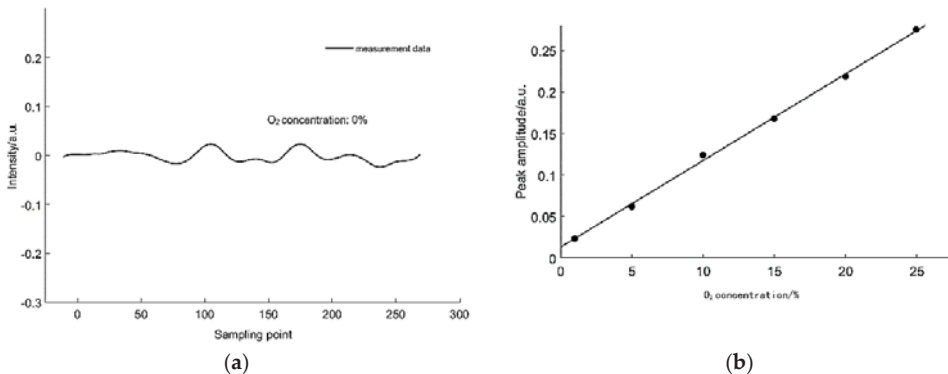 0.2
measurement data
0.1
O2 concentration: 0%
0
-0.1
-0.2
-0.3
Intensity/a.u.
0 50 100 150 200 250 300
Sampling point
(a)
0.25
0.2
0.15
0.1
0.05
0
Peak amplitude/a.u.
0 5 10 15 20 25
O2 concentration/%
(b)